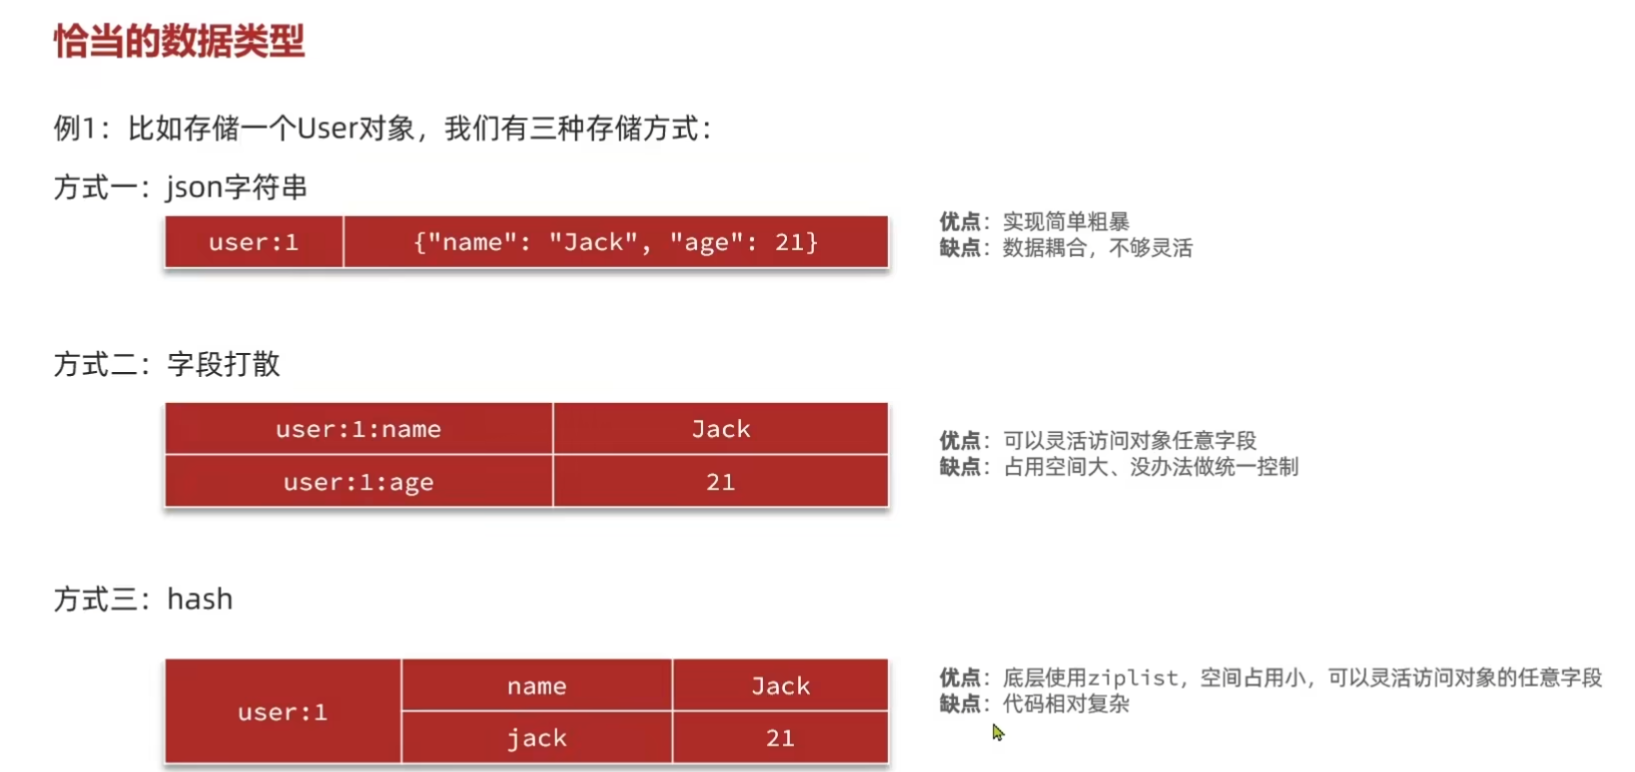 恰当的数据类型
例1：比如存储一个User对象，我们有三种存储方式：
方式一：json字符串
user:1 {"name": "Jack", "age": 21}
优点：实现简单粗暴
缺点：数据耦合，不够灵活
方式二：字段打散
user:1:name Jack
user:1:age 21
优点：可以灵活访问对象任意字段
缺点：占用空间大、没办法做统一控制
方式三：hash
user:1
name Jack
jack 21
优点：底层使用ziplist，空间占用小，可以灵活访问对象的任意字段
缺点：代码相对复杂